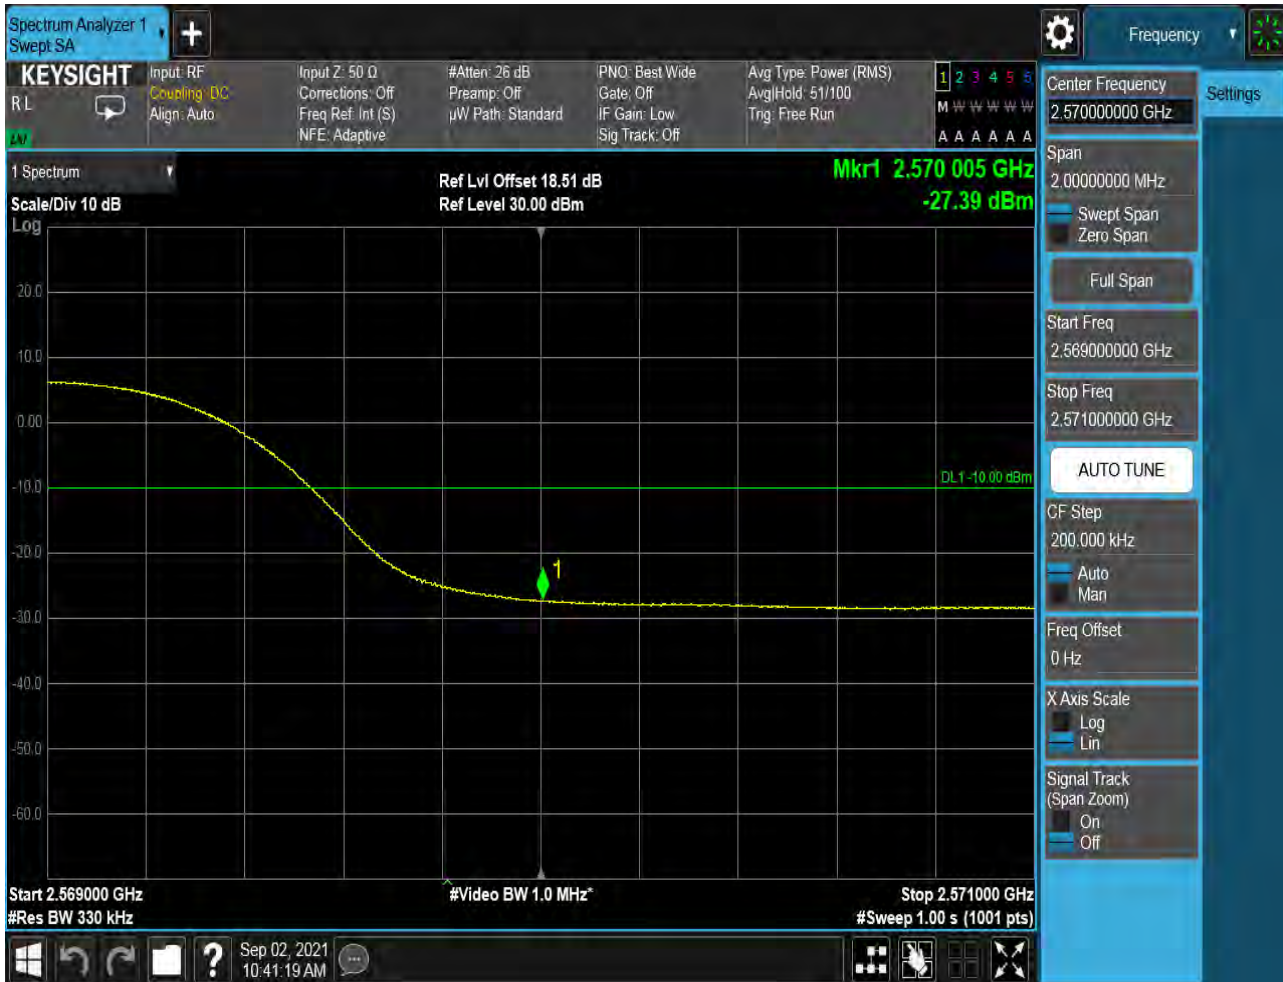 Spectrum Analyzer 1
Swept SA
+
Frequency
KEYSIGHT
R L
Input: RF
Coupling: DC
Align: Auto
Input Z: 50 Ω
Corrections: Off
Freq Ref: Int (S)
NFE: Adaptive
#Atten: 26 dB
Preamp: Off
µW Path: Standard
PNO: Best Wide
Gate: Off
IF Gain: Low
Sig Track: Off
Avg Type: Power (RMS)
Avg|Hold: 51/100
Trig: Free Run
1 2 3 4 5 6
M W W W W W
A A A A A A
1 Spectrum
Scale/Div 10 dB
Log
Ref Lvl Offset 18.51 dB
Ref Level 30.00 dBm
Mkr1 2.570 005 GHz
-27.39 dBm
20.0
10.0
0.00
-10.0
-20.0
-30.0
-40.0
-50.0
-60.0
DL1 -10.00 dBm
1
Start 2.569000 GHz
#Res BW 330 kHz
#Video BW 1.0 MHz*
Stop 2.571000 GHz
#Sweep 1.00 s (1001 pts)
?
Sep 02, 2021
10:41:19 AM
Center Frequency
2.570000000 GHz
Settings
Span
2.00000000 MHz
Swept Span
Zero Span
Full Span
Start Freq
2.569000000 GHz
Stop Freq
2.571000000 GHz
AUTO TUNE
CF Step
200.000 kHz
Auto
Man
Freq Offset
0 Hz
X Axis Scale
Log
Lin
Signal Track
(Span Zoom)
On
Off